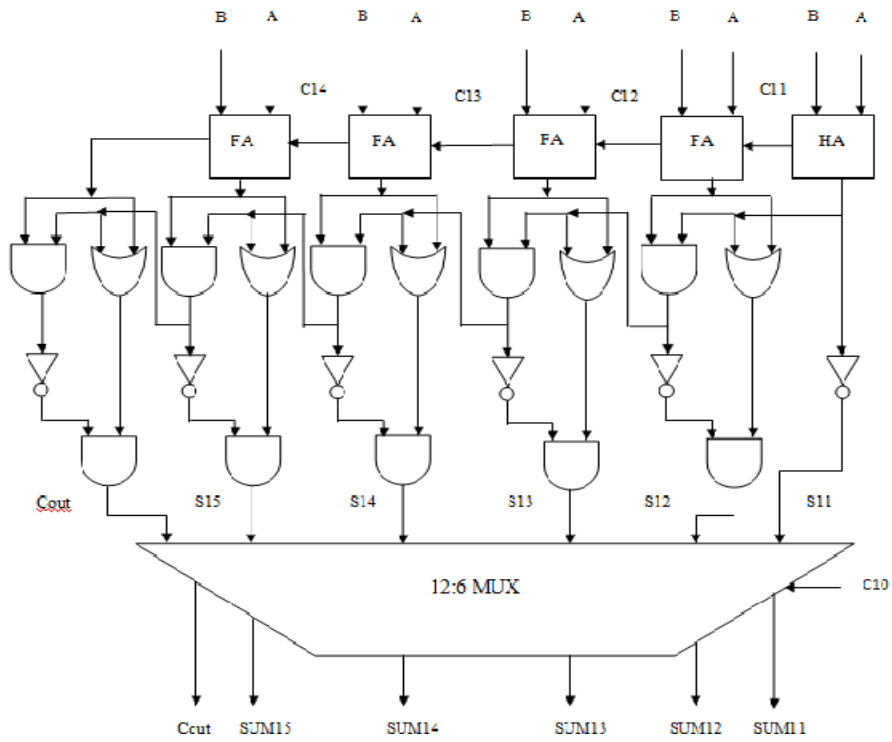 B A B A B A B A B A
C14 C13 C12 C11
FA FA FA FA HA
Cout S15 S14 S13 S12 S11
12:6 MUX
C10
Cout SUM15 SUM14 SUM13 SUM12 SUM11